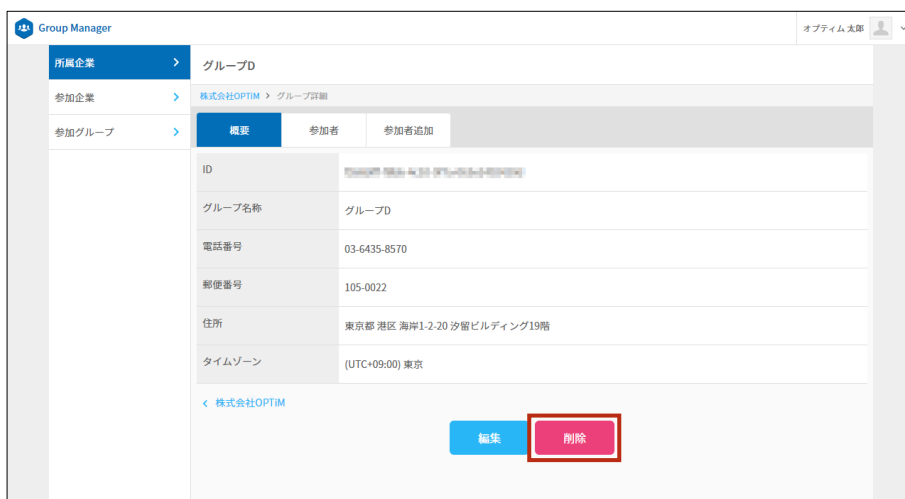 Group Manager
オプティム 太郎
所属企業
参加企業
参加グループ
グループD
株式会社OPTiM > グループ詳細
概要 参加者 参加者追加
ID
グループ名称 グループD
電話番号 03-6435-8570
郵便番号 105-0022
住所 東京都 港区 海岸1-2-20 汐留ビルディング19階
タイムゾーン (UTC+09:00) 東京
< 株式会社OPTiM
編集 削除